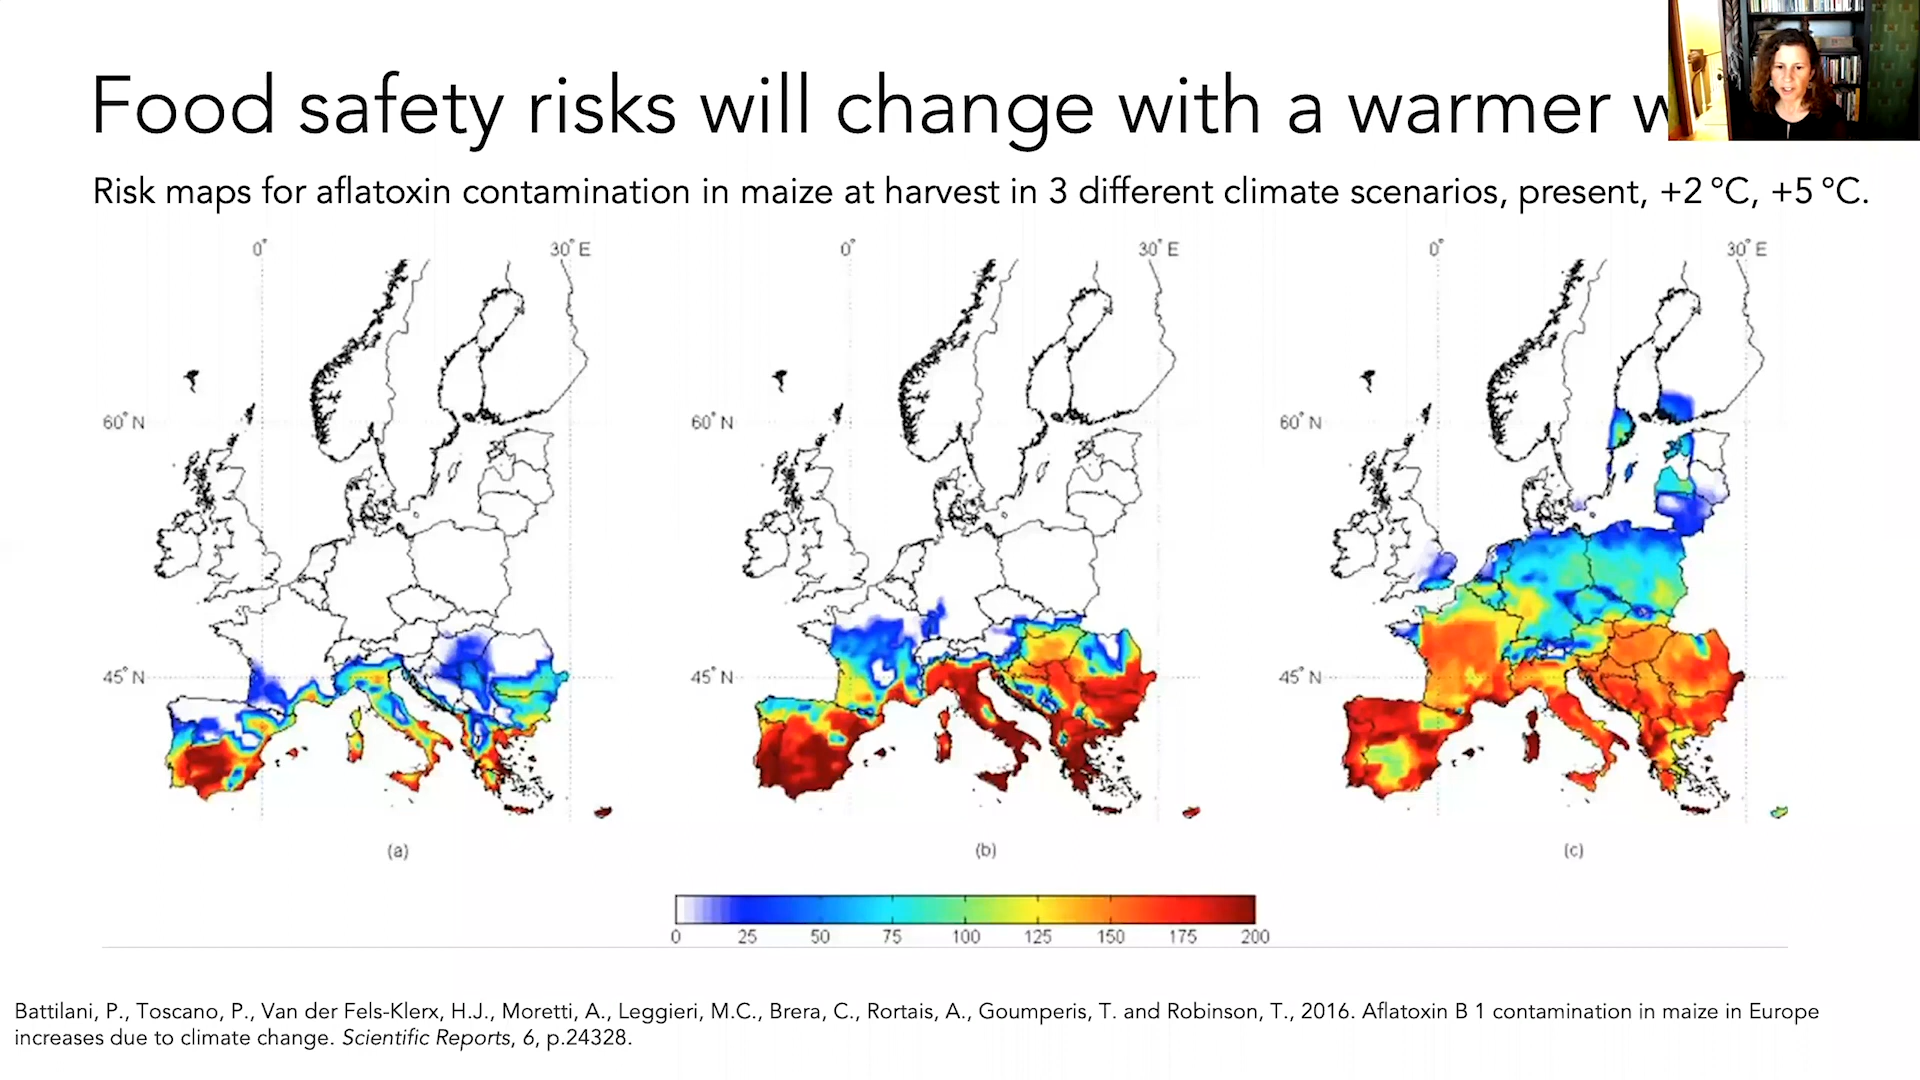 Food safety risks will change with a warmer
Risk maps for aflatoxin contamination in maize at harvest in 3 different climate scenarios, present, +2 °C, +5 °C.
0° 30° E 0° 30° E 0° 30° E
60° N 60° N 60° N
45° N 45° N 45° N
(a) (b) (c)
0 25 50 75 100 125 150 175 200
Battilani, P., Toscano, P., Van der Fels-Klerx, H.J., Moretti, A., Leggieri, M.C., Brera, C., Rortais, A., Goumperis, T. and Robinson, T., 2016. Aflatoxin B 1 contamination in maize in Europe
increases due to climate change. Scientific Reports, 6, p.24328.